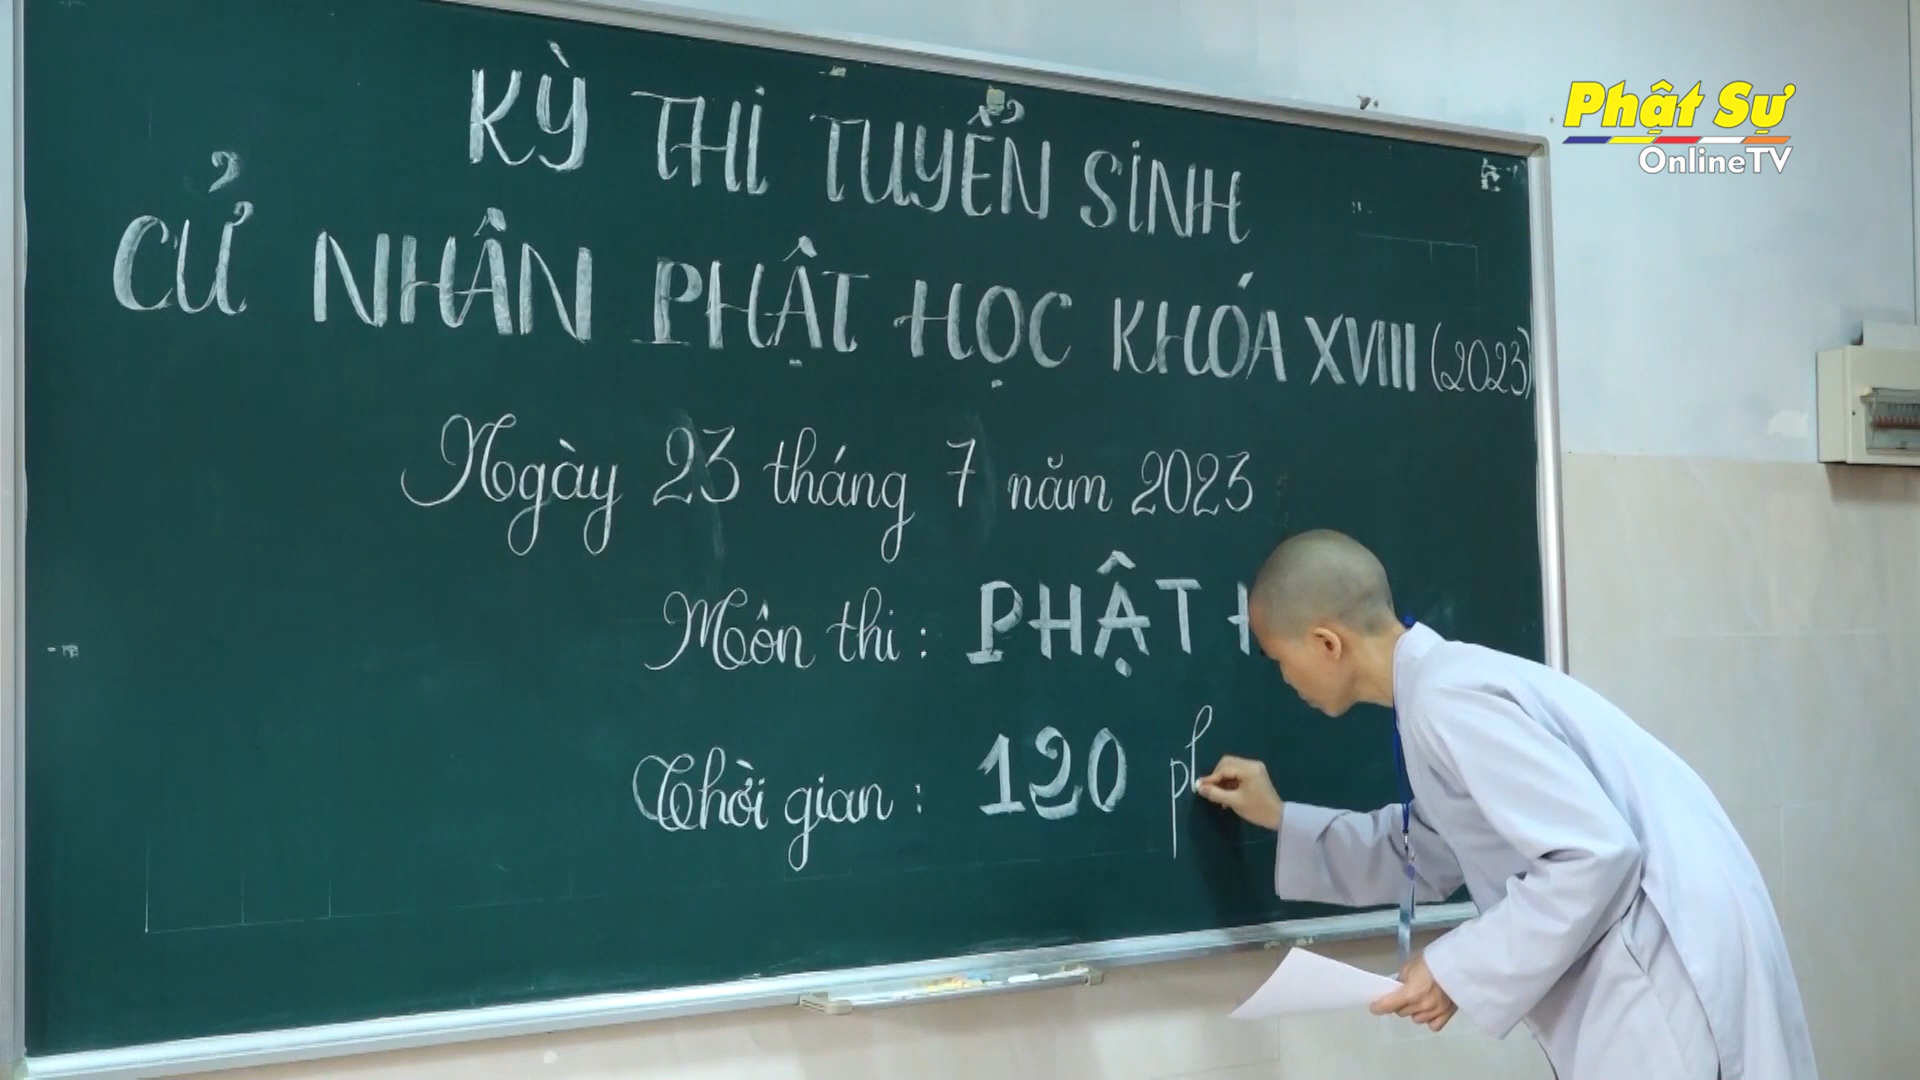 Phật Sự
OnlineTV
KỲ THI TUYỂN SINH
CỬ NHÂN PHẬT HỌC KHÓA XVIII (2023)
Ngày 23 tháng 7 năm 2023
Môn thi: PHẬT H
Thời gian: 120 ph